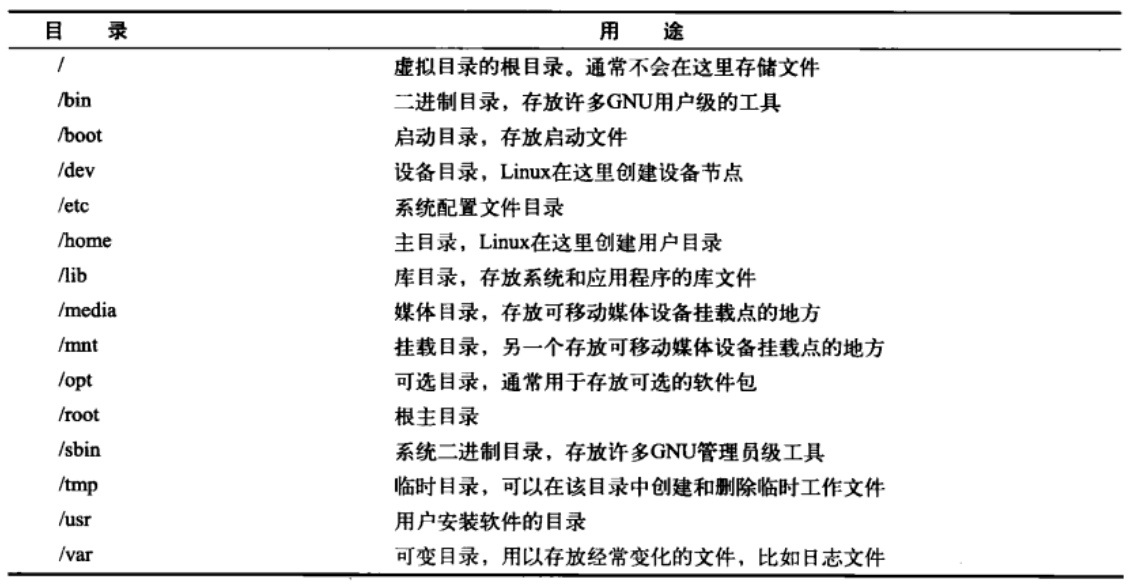 目 录 用 途
/ 虚拟目录的根目录。通常不会在这里存储文件
/bin 二进制目录，存放许多GNU用户级的工具
/boot 启动目录，存放启动文件
/dev 设备目录，Linux在这里创建设备节点
/etc 系统配置文件目录
/home 主目录，Linux在这里创建用户目录
/lib 库目录，存放系统和应用程序的库文件
/media 媒体目录，存放可移动媒体设备挂载点的地方
/mnt 挂载目录，另一个存放可移动媒体设备挂载点的地方
/opt 可选目录，通常用于存放可选的软件包
/root 根主目录
/sbin 系统二进制目录，存放许多GNU管理员级工具
/tmp 临时目录，可以在该目录中创建和删除临时工作文件
/usr 用户安装软件的目录
/var 可变目录，用以存放经常变化的文件，比如日志文件